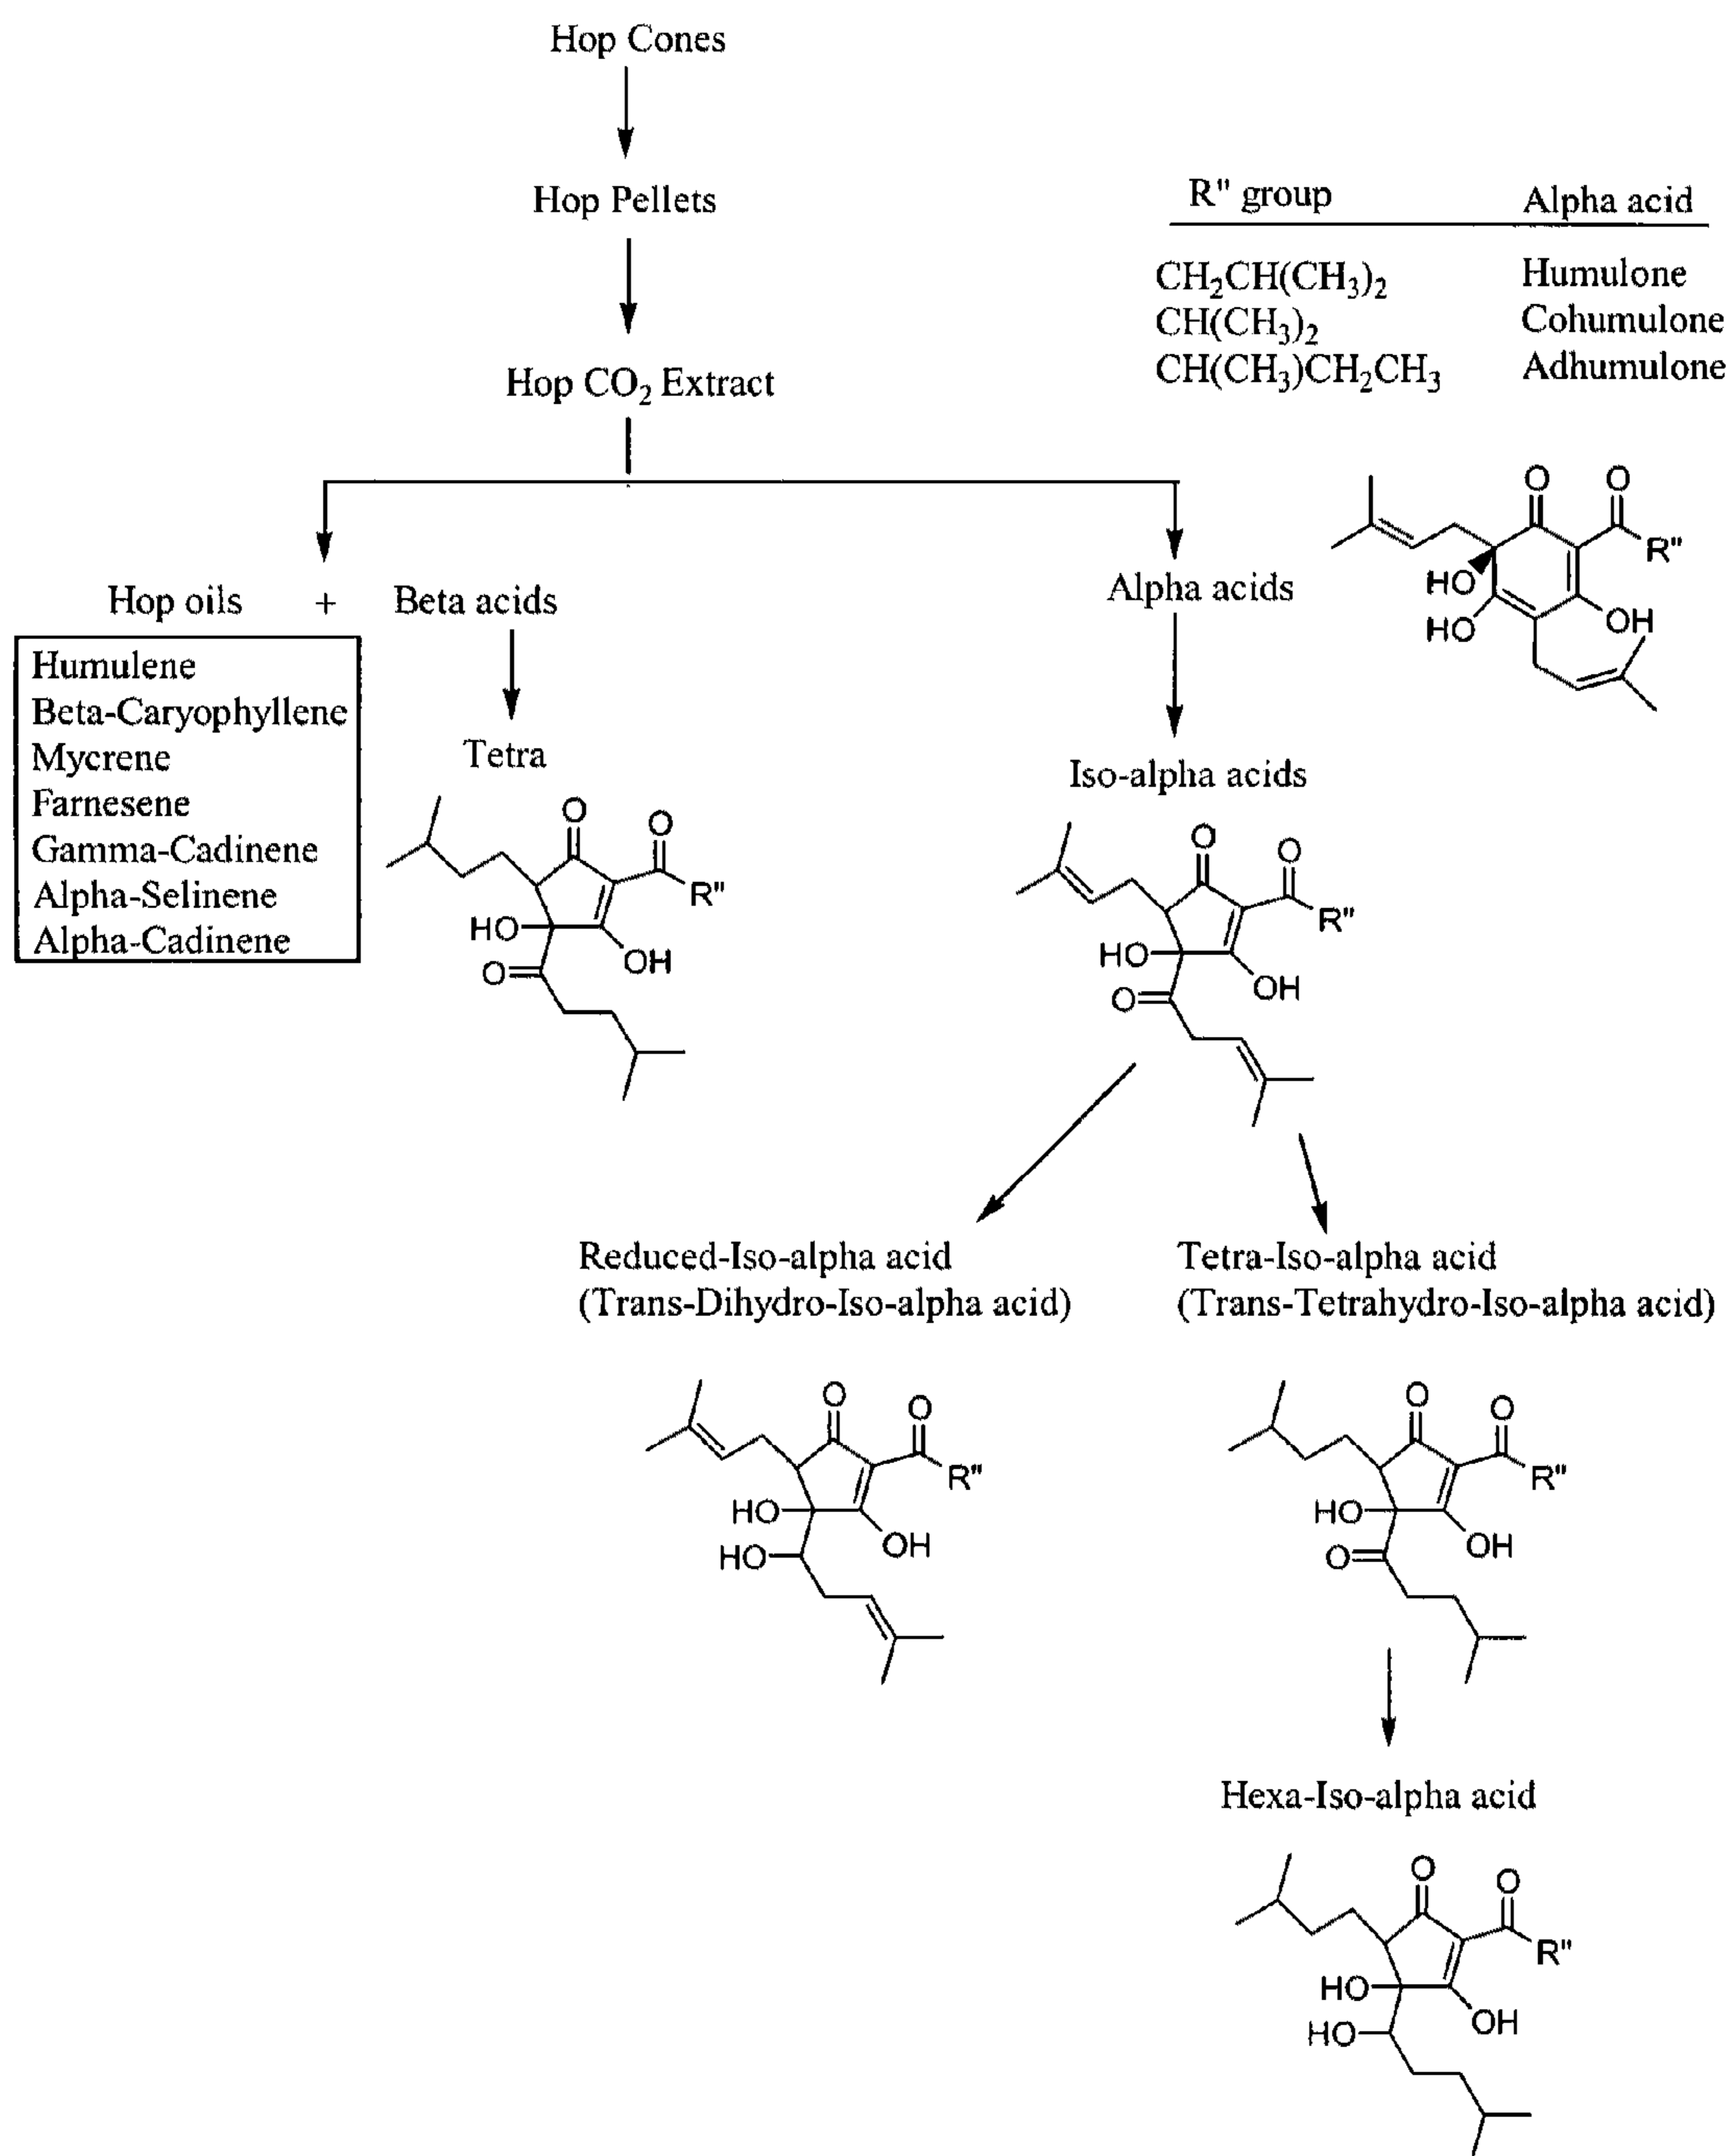 Hop Cones
Hop Pellets
Hop CO₂ Extract
R" group Alpha acid
CH₂CH(CH₃)₂ Humulone
CH(CH₃)₂ Cohumulone
CH(CH₃)CH₂CH₃ Adhumulone
O O
R"
HO
HO OH
Hop oils + Beta acids
Alpha acids
Humulene
Beta-Caryophyllene
Mycrene
Farnesene
Gamma-Cadinene
Alpha-Selinene
Alpha-Cadinene
Tetra
O O
R"
HO
OH
O
Iso-alpha acids
O O
R"
HO
OH
O
Reduced-Iso-alpha acid
(Trans-Dihydro-Iso-alpha acid)
O O
R"
HO
OH
HO
Tetra-Iso-alpha acid
(Trans-Tetrahydro-Iso-alpha acid)
O O
R"
HO
OH
O
Hexa-Iso-alpha acid
O O
R"
HO
OH
HO